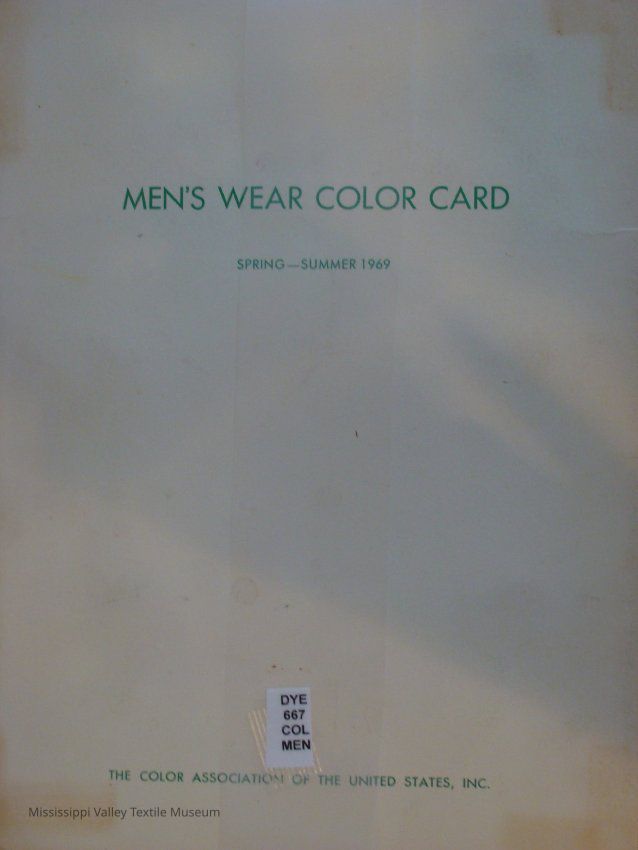 MEN'S WEAR COLOR CARD
SPRING—SUMMER 1969
DYE
667
COL
MEN
THE COLOR ASSOCIATION OF THE UNITED STATES, INC.
Mississippi Valley Textile Museum